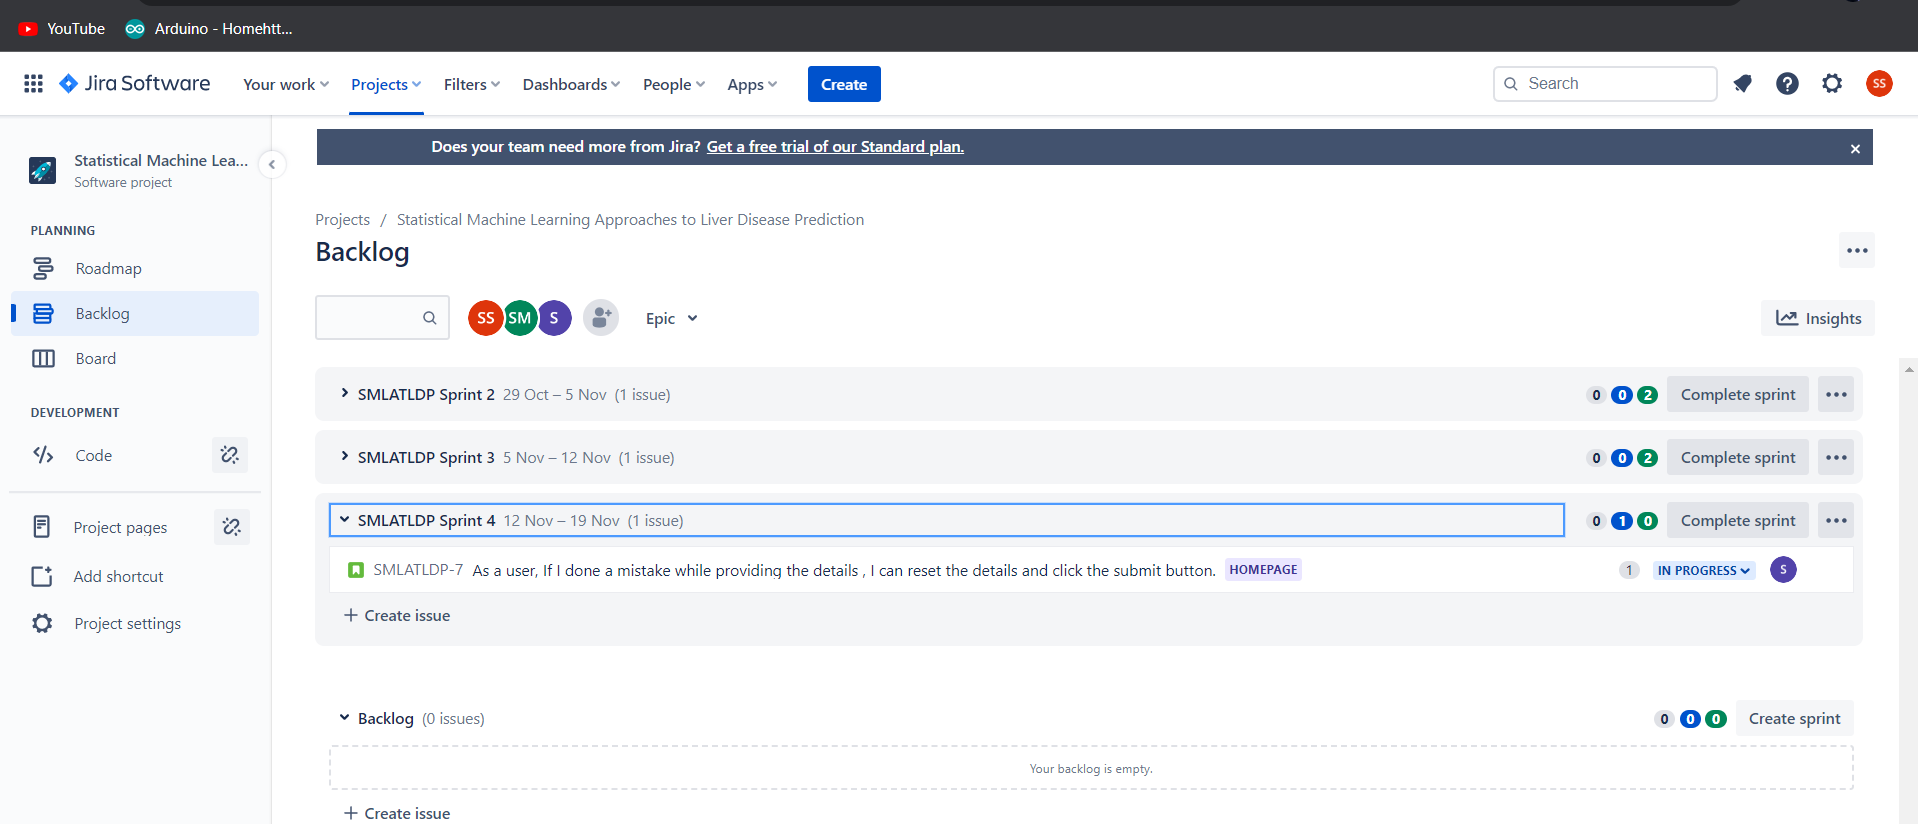 YouTube Arduino - Homehtt...
Jira Software Your work Projects Filters Dashboards People Apps Create Search SS
Does your team need more from Jira? Get a free trial of our Standard plan.
Statistical Machine Lea...
Software project
PLANNING
Roadmap
Backlog
Board
DEVELOPMENT
Code
Project pages
Add shortcut
Project settings
Projects / Statistical Machine Learning Approaches to Liver Disease Prediction
Backlog
SS SM S Epic Insights
SMLATLDP Sprint 2 29 Oct – 5 Nov (1 issue) 0 0 2 Complete sprint
SMLATLDP Sprint 3 5 Nov – 12 Nov (1 issue) 0 0 2 Complete sprint
SMLATLDP Sprint 4 12 Nov – 19 Nov (1 issue) 0 1 0 Complete sprint
SMLATLDP-7 As a user, If I done a mistake while providing the details , I can reset the details and click the submit button. HOMEPAGE 1 IN PROGRESS S
+ Create issue
Backlog (0 issues) 0 0 0 Create sprint
Your backlog is empty.
+ Create issue